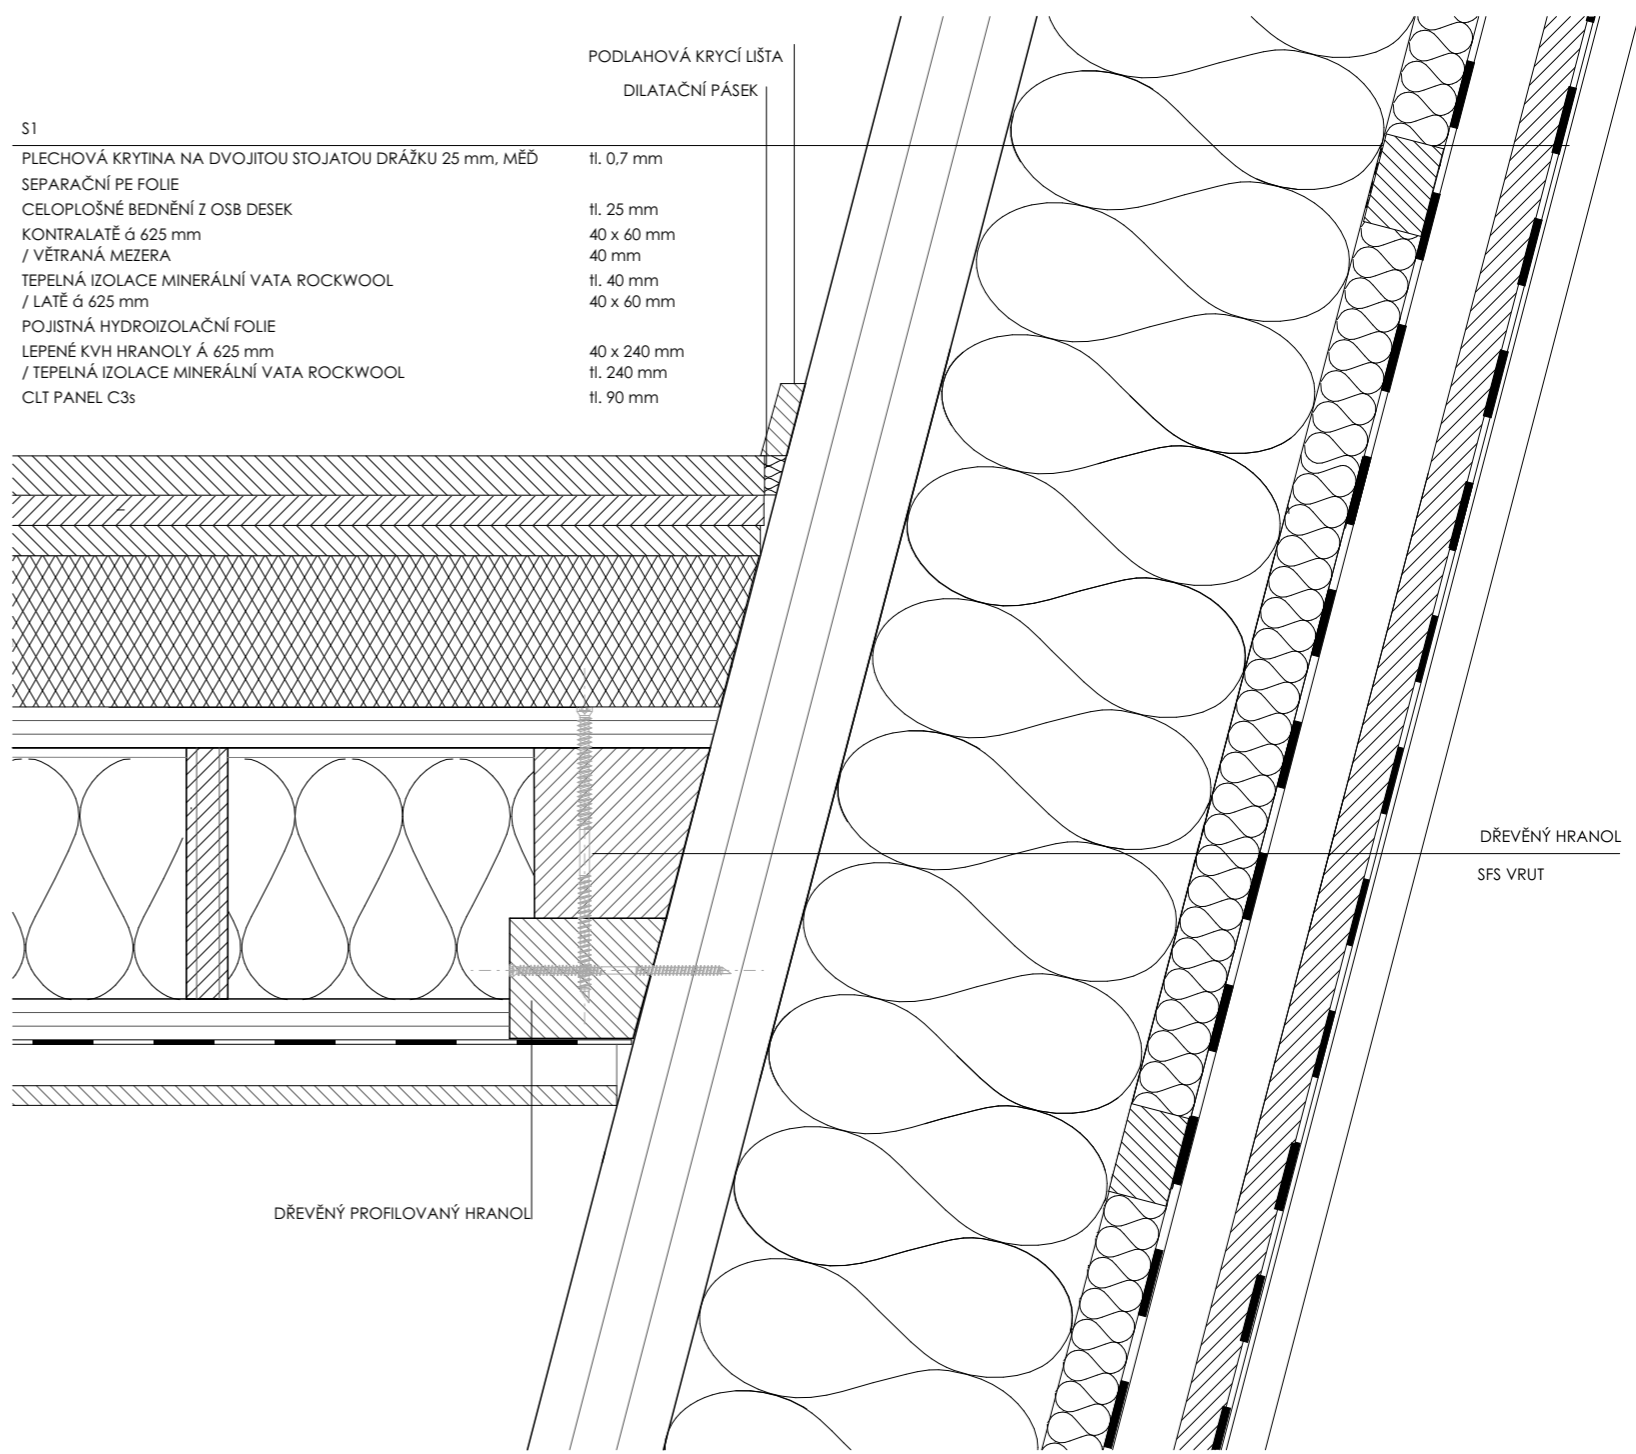 PODLAHOVÁ KRYCÍ LIŠTA
DILATAČNÍ PÁSEK
S1
PLECHOVÁ KRYTINA NA DVOJITOU STOJATOU DRÁŽKU 25 mm, MĚĎ tl. 0,7 mm
SEPARAČNÍ PE FOLIE
CELOPLOŠNÉ BEDNĚNÍ Z OSB DESEK tl. 25 mm
KONTRALATĚ á 625 mm 40 x 60 mm
/ VĚTRANÁ MEZERA 40 mm
TEPELNÁ IZOLACE MINERÁLNÍ VATA ROCKWOOL tl. 40 mm
/ LATĚ á 625 mm 40 x 60 mm
POJISTNÁ HYDROIZOLAČNÍ FOLIE
LEPENÉ KVH HRANOLY Á 625 mm 40 x 240 mm
/ TEPELNÁ IZOLACE MINERÁLNÍ VATA ROCKWOOL tl. 240 mm
CLT PANEL C3s tl. 90 mm
DŘEVĚNÝ HRANOL
SFS VRUT
DŘEVĚNÝ PROFILOVANÝ HRANOL